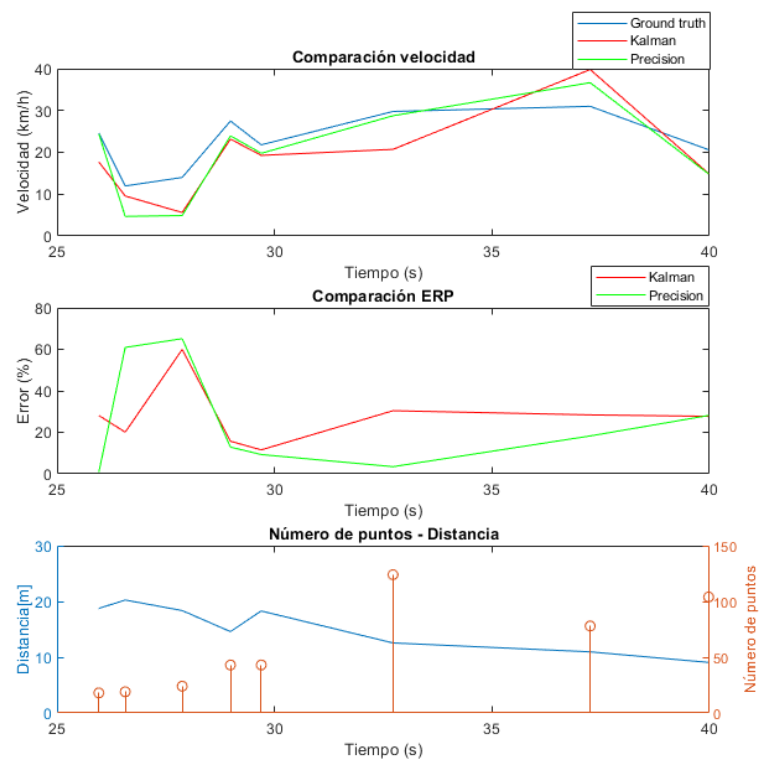 Ground truth
Kalman
Precision
Comparación velocidad
Velocidad (km/h)
40
30
20
10
0
25
30
35
40
Tiempo (s)
Kalman
Precision
Comparación ERP
Error (%)
80
60
40
20
0
25
30
35
40
Tiempo (s)
Número de puntos - Distancia
Distancia[m]
30
20
10
0
150
100
50
0
Número de puntos
25
30
35
40
Tiempo (s)